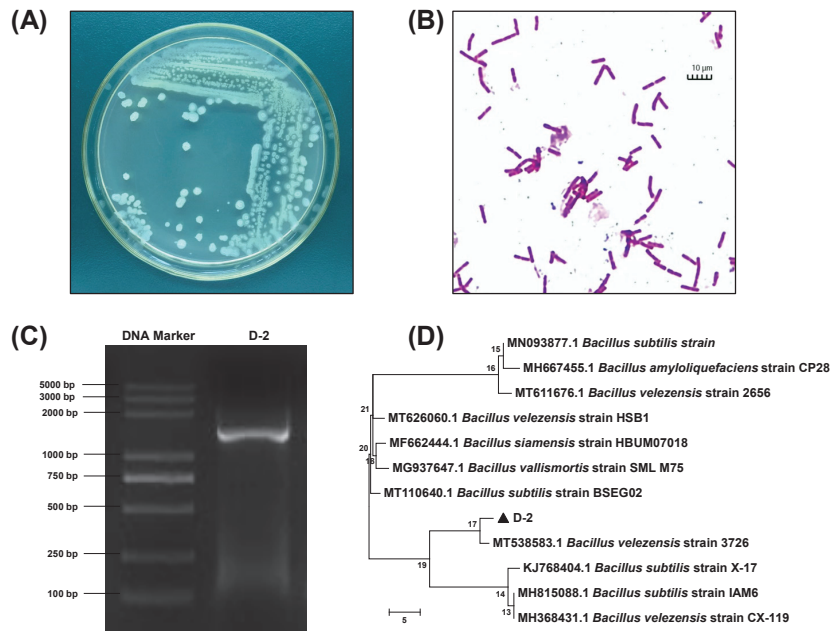 (A)
(B)
10 μm
(C)
DNA Marker
D-2
5000 bp
3000 bp
2000 bp
1000 bp
750 bp
500 bp
250 bp
100 bp
(D)
15
MN093877.1 Bacillus subtilis strain
16
MH667455.1 Bacillus amyloliquefaciens strain CP28
MT611676.1 Bacillus velezensis strain 2656
21
MT626060.1 Bacillus velezensis strain HSB1
MF662444.1 Bacillus siamensis strain HBUM07018
20
18
MG937647.1 Bacillus vallismortis strain SML M75
MT110640.1 Bacillus subtilis strain BSEG02
17
▲ D-2
MT538583.1 Bacillus velezensis strain 3726
19
KJ768404.1 Bacillus subtilis strain X-17
14
MH815088.1 Bacillus subtilis strain IAM6
13
MH368431.1 Bacillus velezensis strain CX-119
5